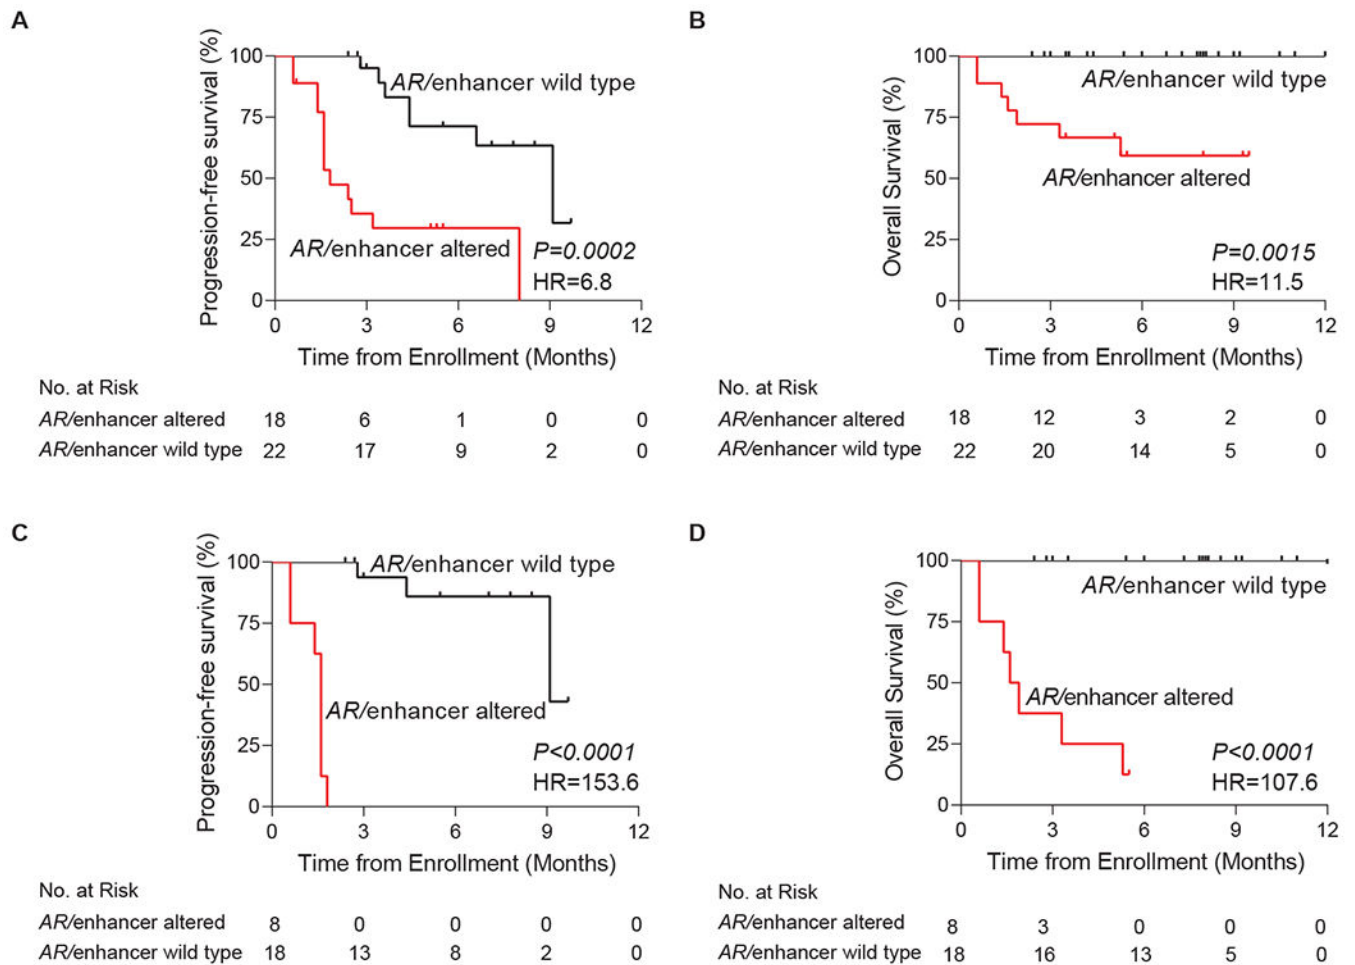 A
Progression-free survival (%)
100
75
50
25
0
0 3 6 9 12
AR/enhancer wild type
AR/enhancer altered
P=0.0002
HR=6.8
Time from Enrollment (Months)
No. at Risk
AR/enhancer altered 18 6 1 0 0
AR/enhancer wild type 22 17 9 2 0
B
Overall Survival (%)
100
75
50
25
0
0 3 6 9 12
AR/enhancer wild type
AR/enhancer altered
P=0.0015
HR=11.5
Time from Enrollment (Months)
No. at Risk
AR/enhancer altered 18 12 3 2 0
AR/enhancer wild type 22 20 14 5 0
C
Progression-free survival (%)
100
75
50
25
0
0 3 6 9 12
AR/enhancer wild type
AR/enhancer altered
P<0.0001
HR=153.6
Time from Enrollment (Months)
No. at Risk
AR/enhancer altered 8 0 0 0 0
AR/enhancer wild type 18 13 8 2 0
D
Overall Survival (%)
100
75
50
25
0
0 3 6 9 12
AR/enhancer wild type
AR/enhancer altered
P<0.0001
HR=107.6
Time from Enrollment (Months)
No. at Risk
AR/enhancer altered 8 3 0 0 0
AR/enhancer wild type 18 16 13 5 0